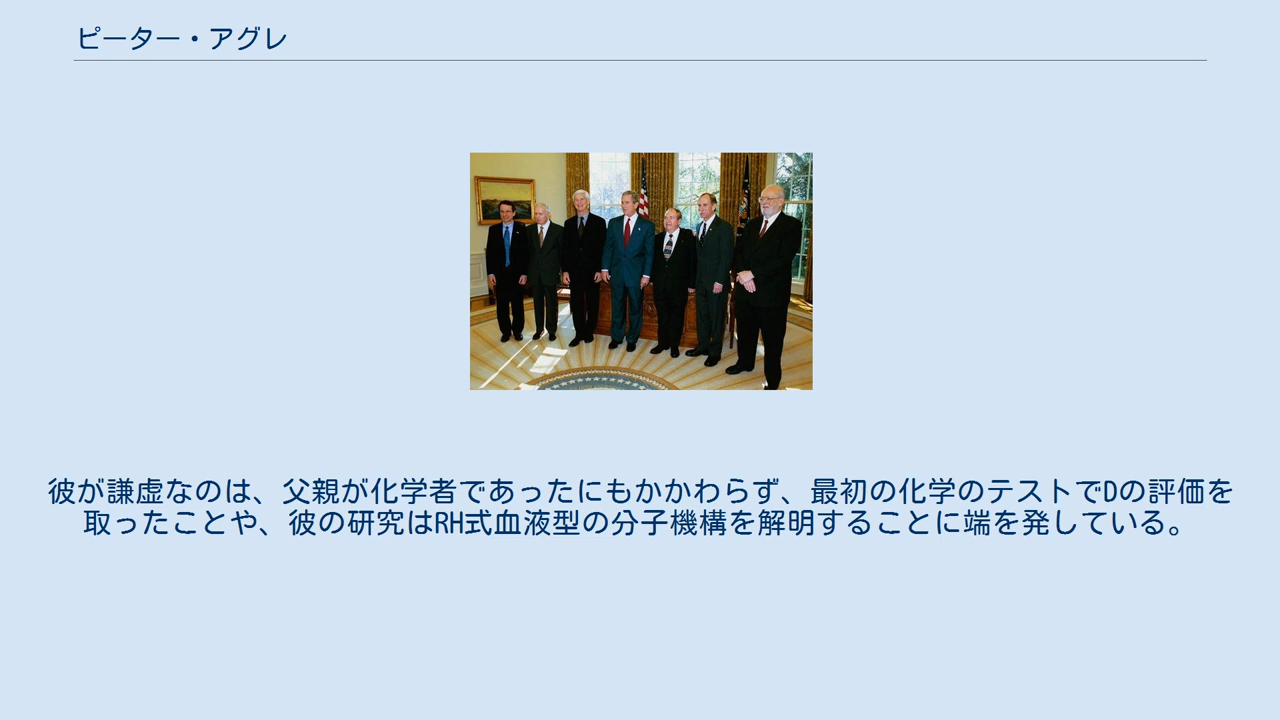 ピーター・アグレ
彼が謙虚なのは、父親が化学者であったにもかかわらず、最初の化学のテストでDの評価を
取ったことや、彼の研究はRH式血液型の分子機構を解明することに端を発している。